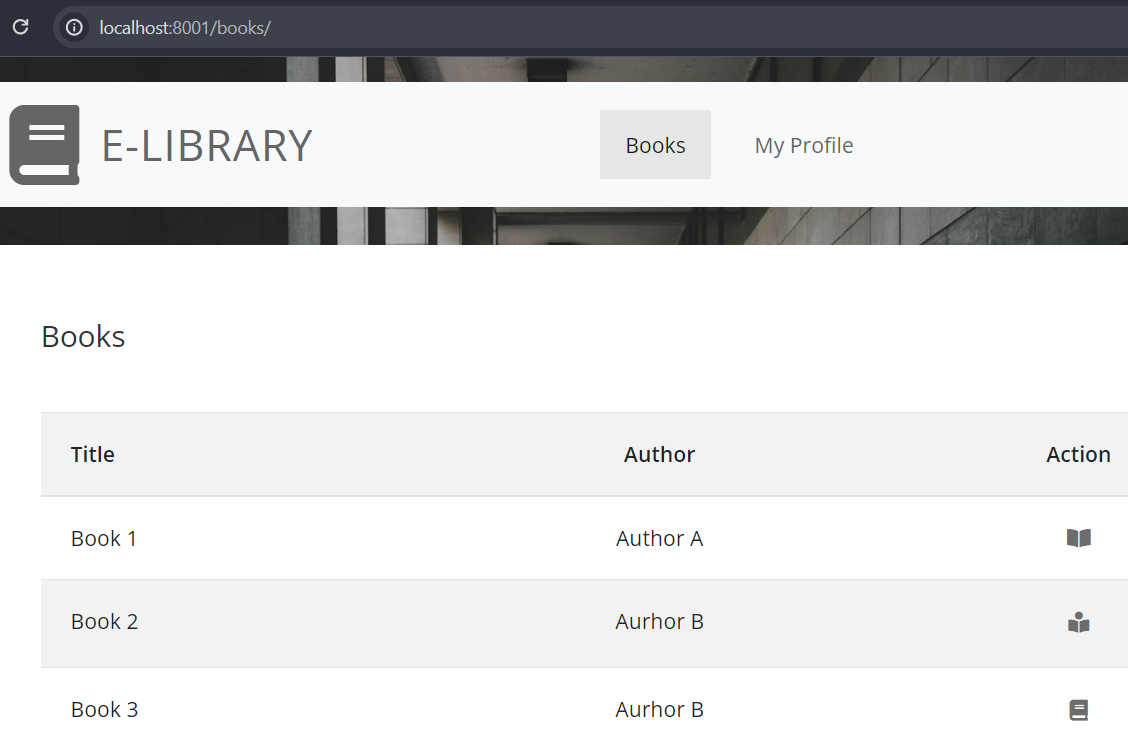 localhost:8001/books/
E-LIBRARY
Books
My Profile
Books
Title Author Action
Book 1 Author A
Book 2 Aurhor B
Book 3 Aurhor B